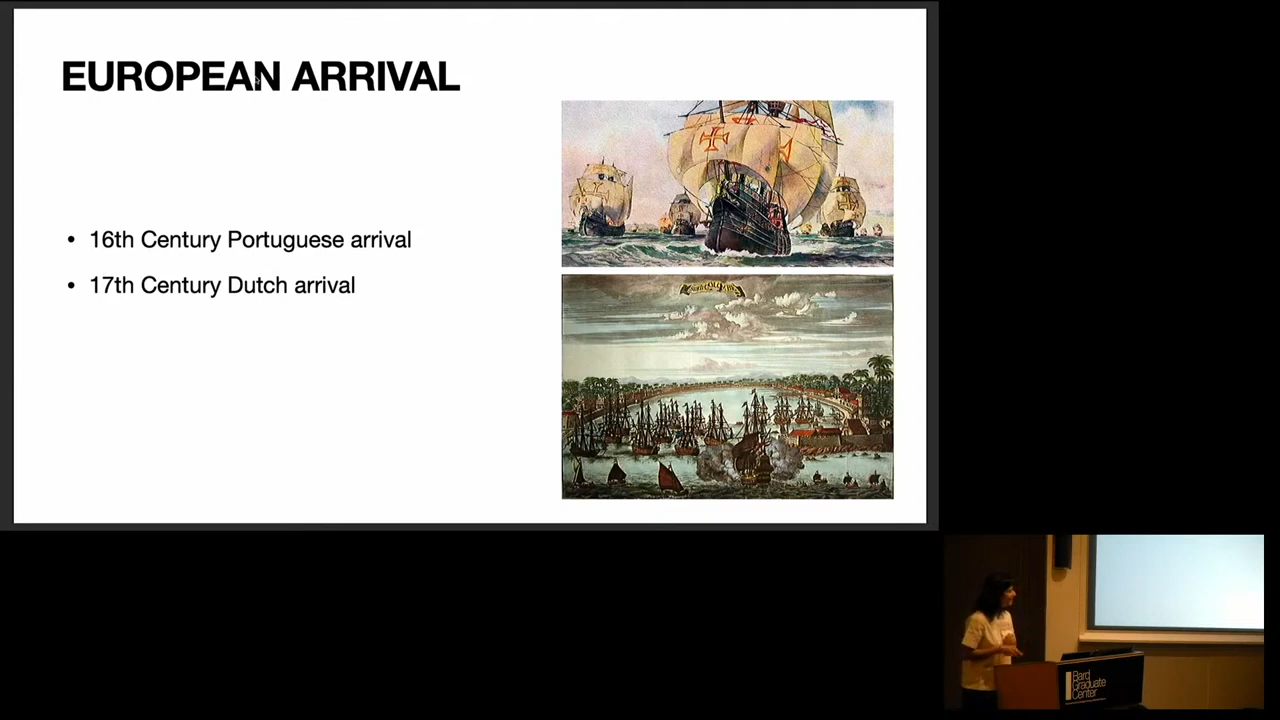 EUROPEAN ARRIVAL
• 16th Century Portuguese arrival
• 17th Century Dutch arrival
Bard
Graduate
Center